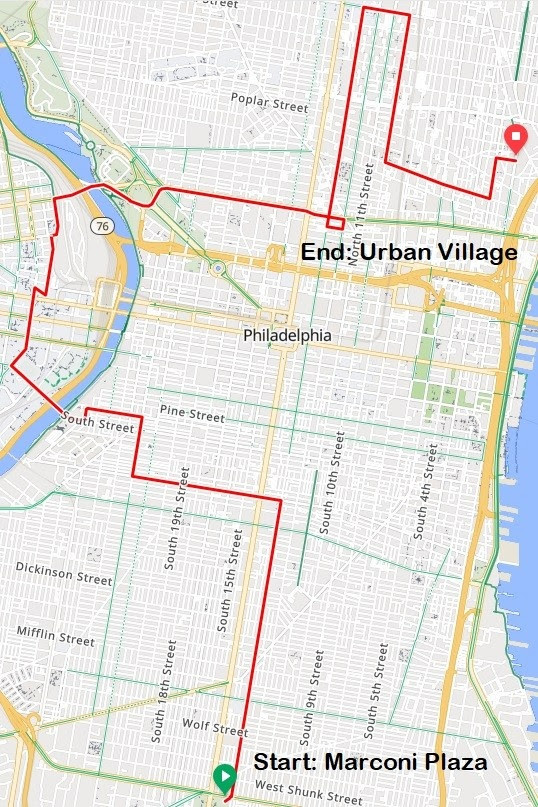 Street
Poplar Street
North 11th Street
76
End: Urban Village
Philadelphia
Pine Street
South Street
South 10th Street
South 4th Street
South 19th Street
South 15th Street
Dickinson Street
Mifflin Street
South 18th Street
South 9th Street
South 5th Street
Wolf Street
Start: Marconi Plaza
West Shunk Street